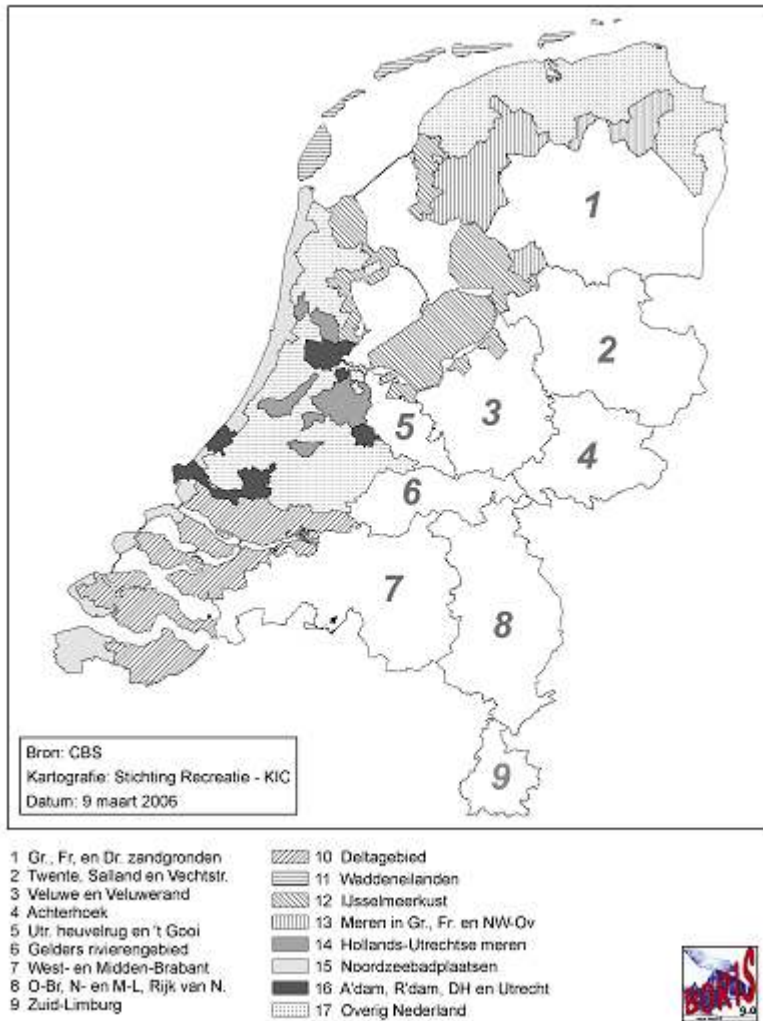 1
2
3
4
5
6
7
8
9
Bron: CBS
Kartografie: Stichting Recreatie - KIC
Datum: 9 maart 2006
1 Gr., Fr, en Dr. zandgronden
2 Twente, Salland en Vechtstr.
3 Veluwe en Veluwerand
4 Achterhoek
5 Utr. heuvelrug en 't Gooi
6 Gelders rivierengebied
7 West- en Midden-Brabant
8 O-Br, N- en M-L, Rijk van N.
9 Zuid-Limburg
10 Deltagebied
11 Waddeneilanden
12 IJsselmeerkust
13 Meren in Gr., Fr. en NW-Ov
14 Hollands-Utrechtse meren
15 Noordzeebadplaatsen
16 A'dam, R'dam, DH en Utrecht
17 Overig Nederland
BORIS
9.0